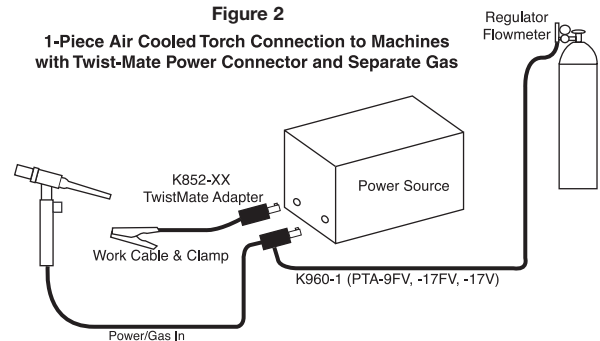 Figure 2
1-Piece Air Cooled Torch Connection to Machines
with Twist-Mate Power Connector and Separate Gas
Regulator
Flowmeter
K852-XX
TwistMate Adapter
Power Source
Work Cable & Clamp
K960-1 (PTA-9FV, -17FV, -17V)
Power/Gas In